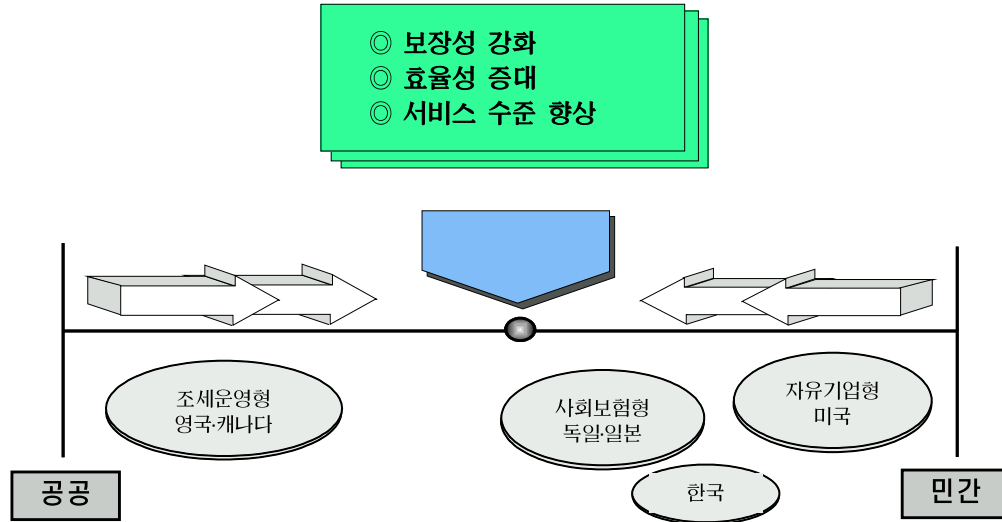 ◎ 보장성 강화
◎ 효율성 증대
◎ 서비스 수준 향상
조세운영형
영국·캐나다
사회보험형
독일·일본
자유기업형
미국
한국
공공
민간